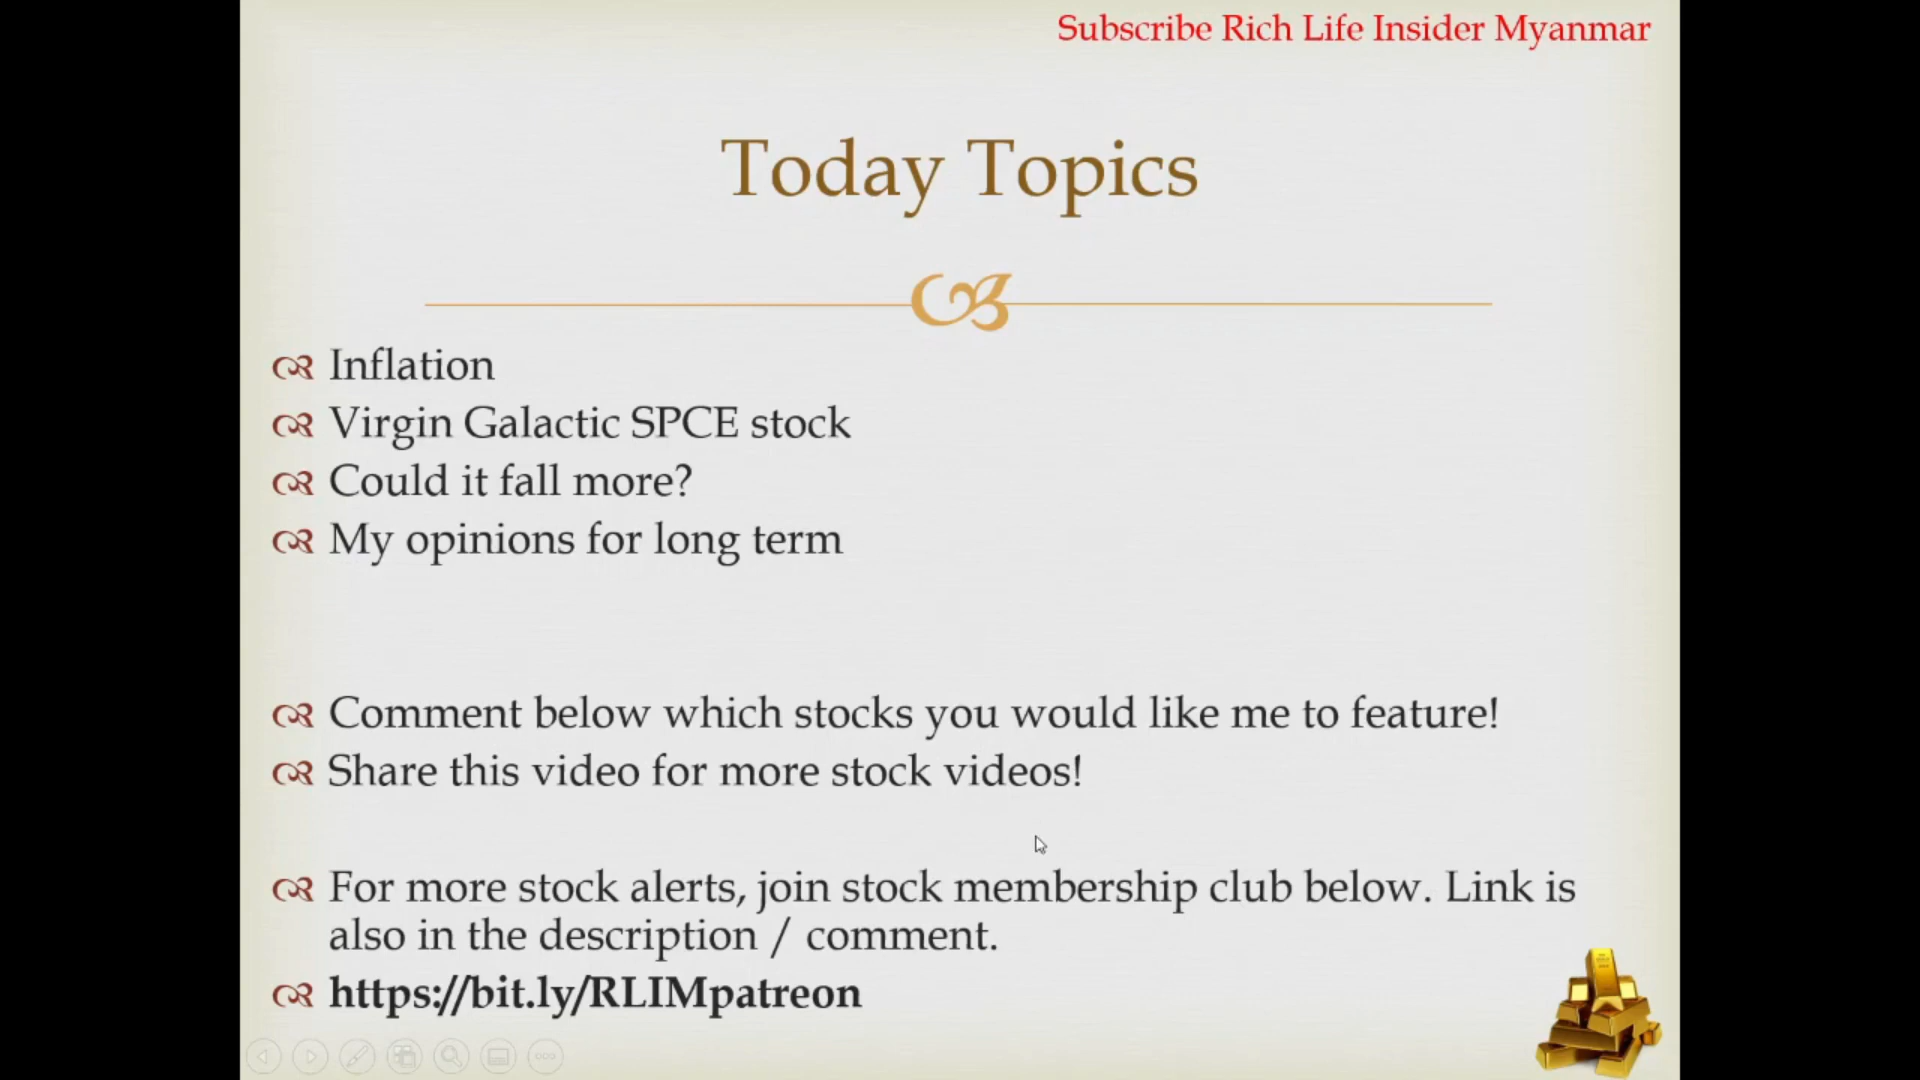 Subscribe Rich Life Insider Myanmar
Today Topics
Inflation
Virgin Galactic SPCE stock
Could it fall more?
My opinions for long term
Comment below which stocks you would like me to feature!
Share this video for more stock videos!
For more stock alerts, join stock membership club below. Link is
also in the description / comment.
https://bit.ly/RLIMpatreon